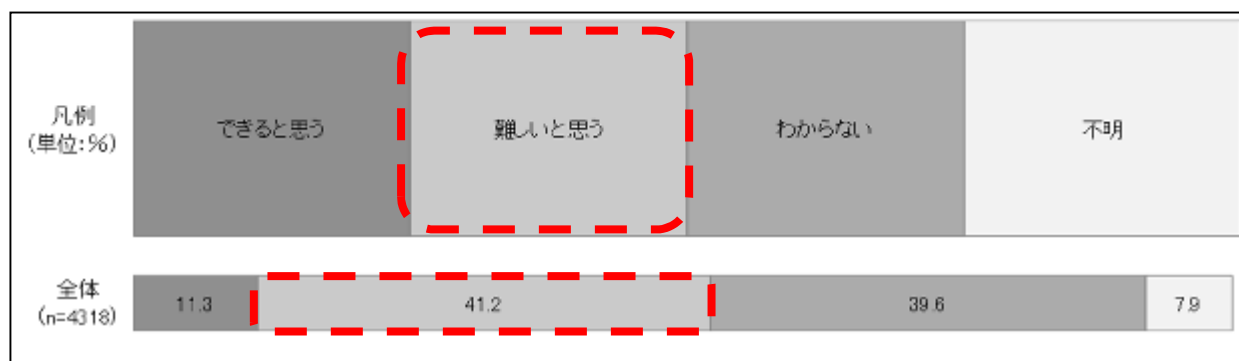 凡例
(単位:%)
できると思う
難しいと思う
わからない
不明
全体
(n=4318)
11.3
41.2
39.6
7.9